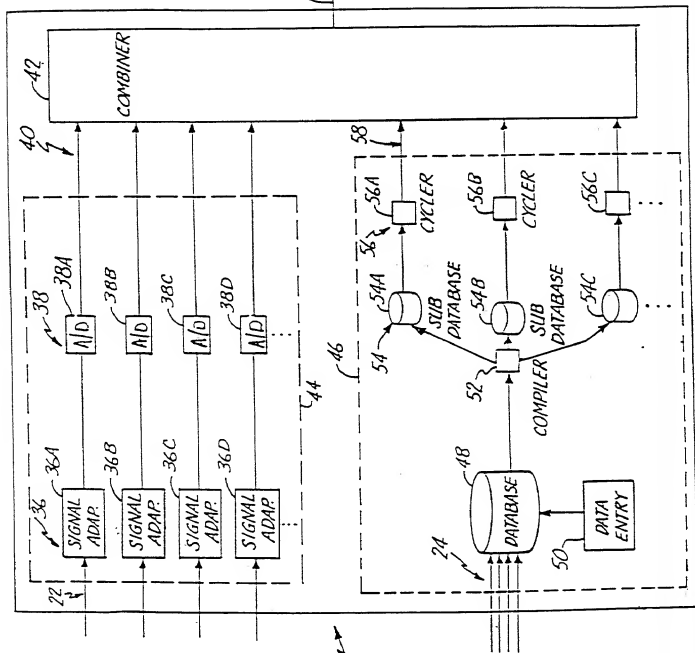 42
COMBINER
40
58
38
38A
A/D
38B
A/D
38C
A/D
38D
A/D
44
36
36A
SIGNAL ADAP.
36B
SIGNAL ADAP.
36C
SIGNAL ADAP.
36D
SIGNAL ADAP.
22
46
56
56A
CYCLER
56B
CYCLER
56C
54
54A
SUB DATABASE
54B
SUB DATABASE
54C
52
COMPILER
48
DATABASE
24
50
DATA ENTRY